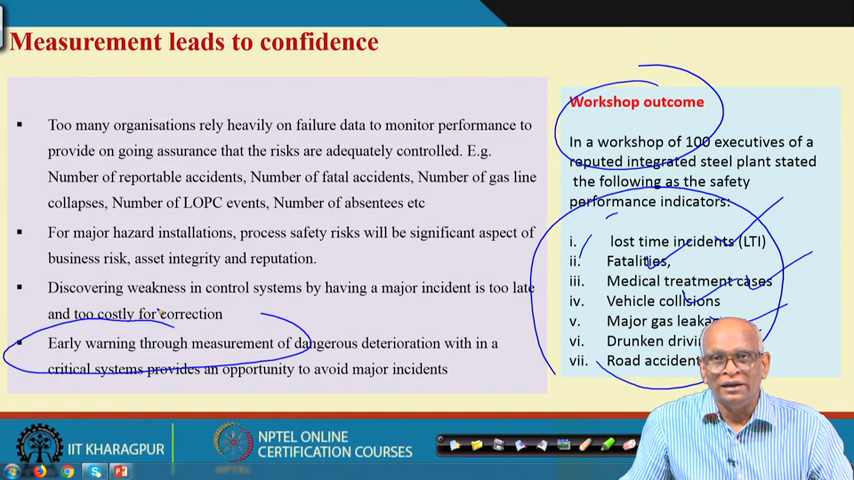 Measurement leads to confidence
Too many organisations rely heavily on failure data to monitor performance to
provide on going assurance that the risks are adequately controlled. E.g.
Number of reportable accidents, Number of fatal accidents, Number of gas line
collapses, Number of LOPC events, Number of absentees etc
For major hazard installations, process safety risks will be significant aspect of
business risk, asset integrity and reputation.
Discovering weakness in control systems by having a major incident is too late
and too costly for correction
Early warning through measurement of dangerous deterioration with in a
critical systems provides an opportunity to avoid major incidents
Workshop outcome
In a workshop of 100 executives of a
reputed integrated steel plant stated
the following as the safety
performance indicators:
i. lost time incidents (LTI)
ii. Fatalities,
iii. Medical treatment cases
iv. Vehicle collisions
v. Major gas
vi. Drunken
vii. Road
IIT KHARAGPUR
NPTEL ONLINE
CERTIFICATION COURSES
NPTEL